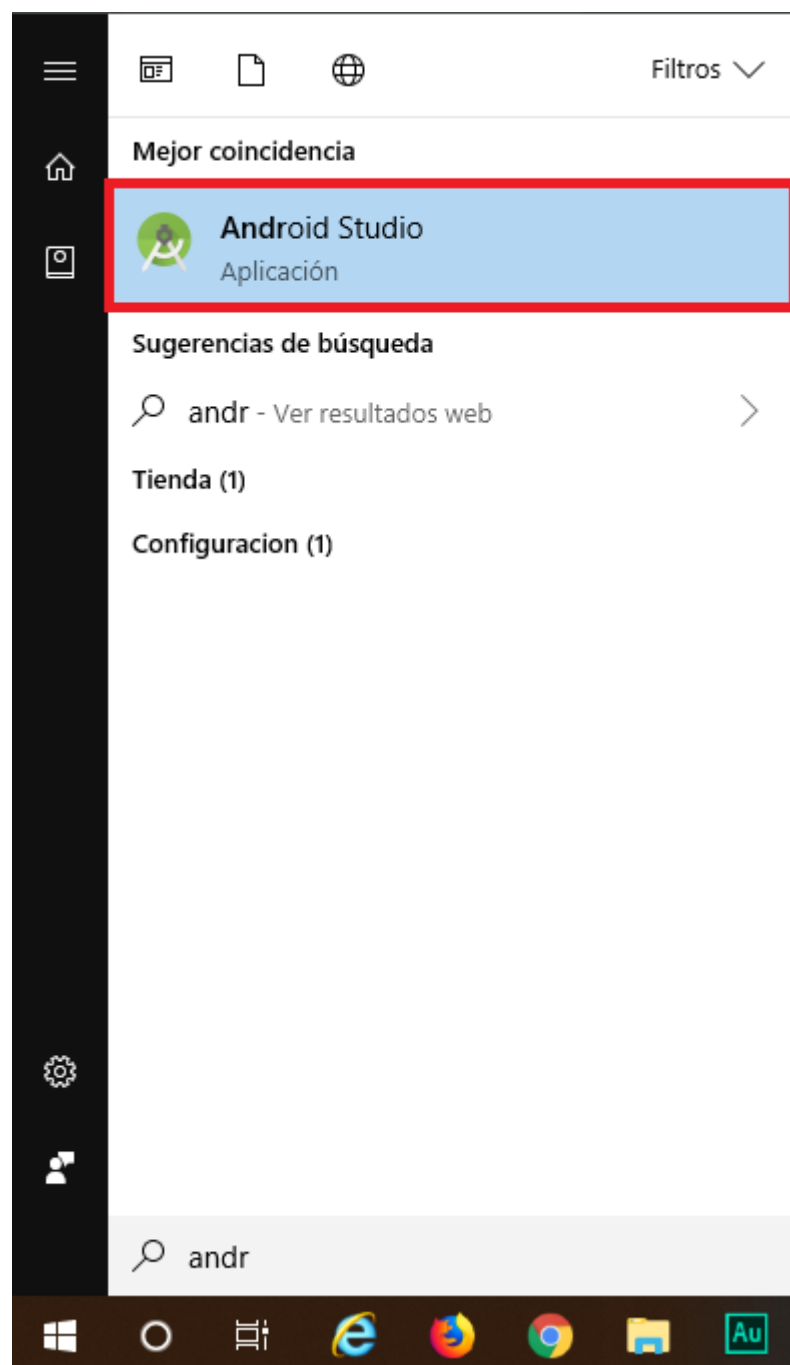 Filtros
Mejor coincidencia
Android Studio
Aplicación
Sugerencias de búsqueda
andr - Ver resultados web
Tienda (1)
Configuracion (1)
andr
Au